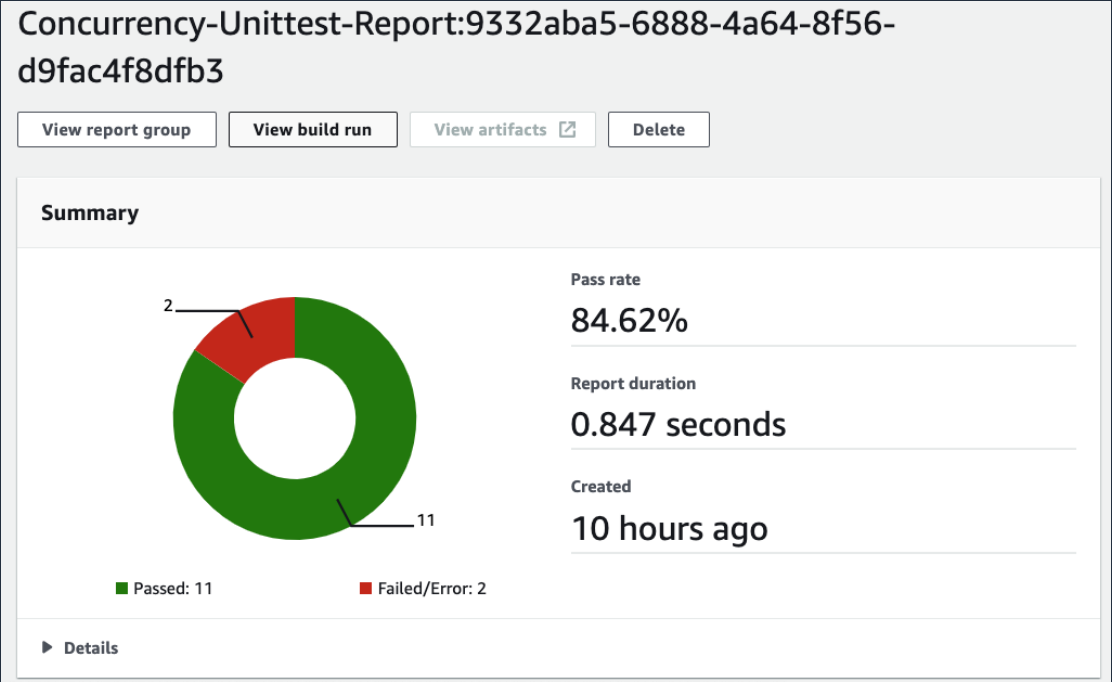 Concurrency-Unittest-Report:9332aba5-6888-4a64-8f56-
d9fac4f8dfb3
View report group
View build run
View artifacts
Delete
Summary
2
11
Passed: 11
Failed/Error: 2
Pass rate
84.62%
Report duration
0.847 seconds
Created
10 hours ago
Details